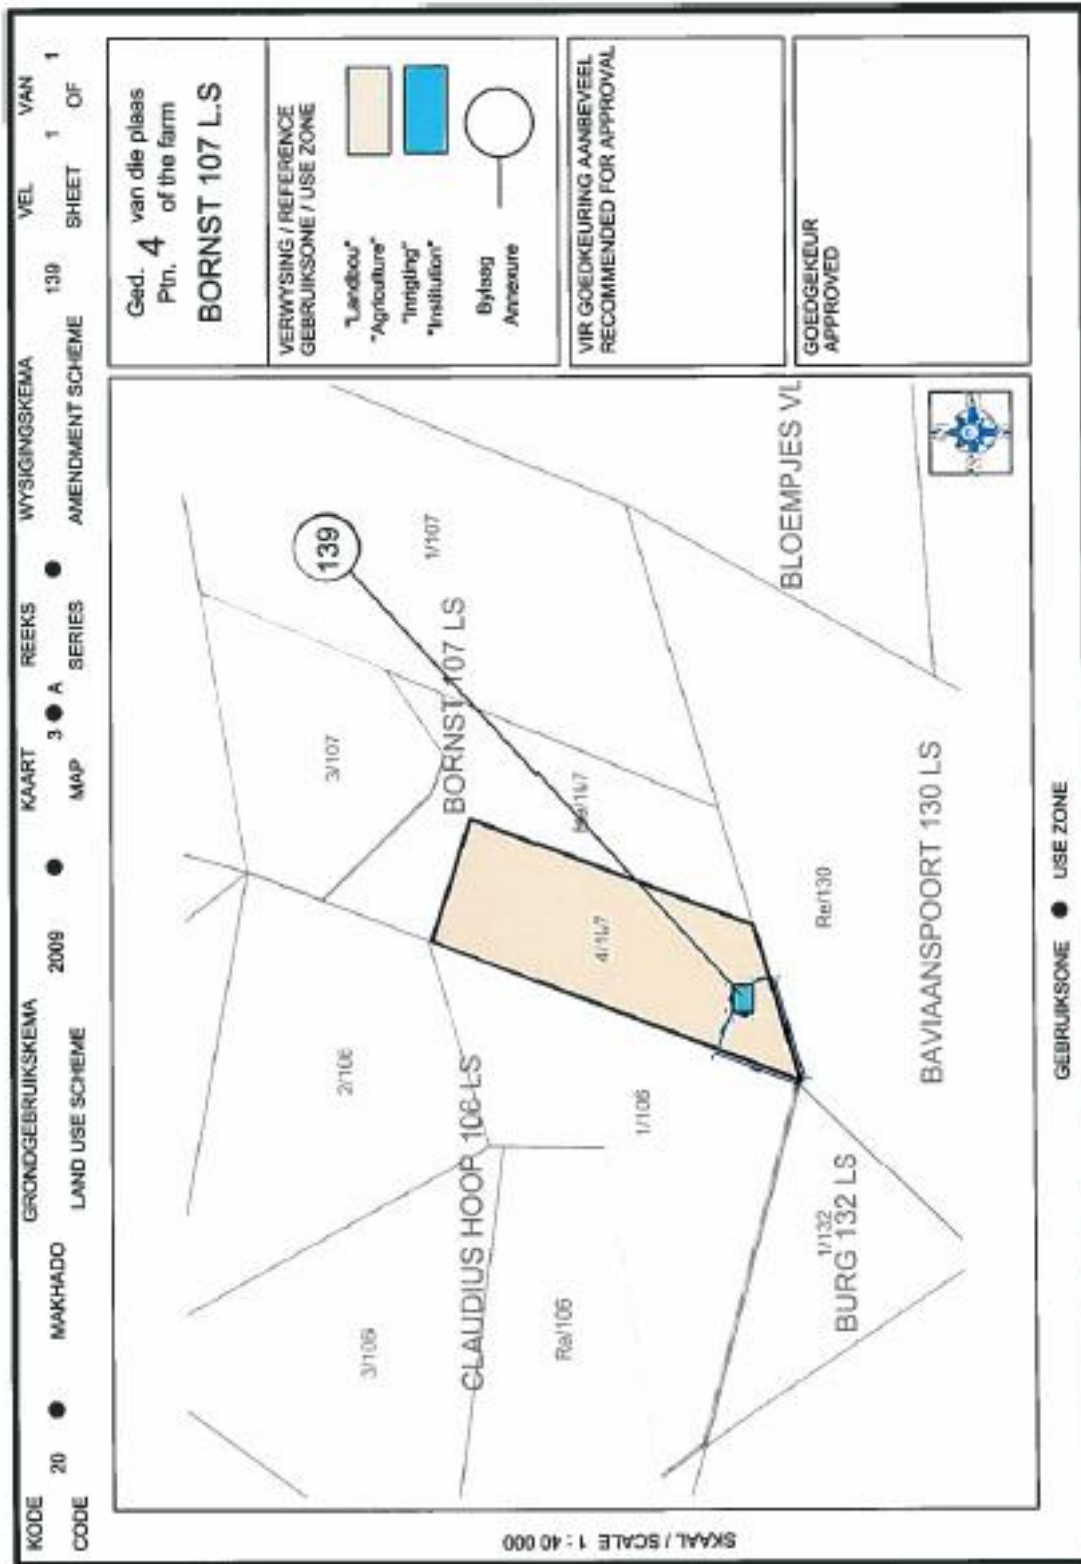 KODE GRONDGEBRUIKSKEMA KAART REEKS WYSIGINGSKEMA VEL VAN
20 ● MAKHADO 2009 ● 3 ● A ● 139 1 1
CODE LAND USE SCHEME MAP SERIES AMENDMENT SCHEME SHEET OF
Ged. 4 van die plaas
Ptn. of the farm
BORNST 107 L.S
VERWYSING / REFERENCE
GEBRUIKSONE / USE ZONE
"Landbou"
"Agriculture"
"Inrigting"
"Institution"
Bylaag
Annexure
VIR GOEDKEURING AANBEVEEL
RECOMMENDED FOR APPROVAL
GOEDGEKEUR
APPROVED
139
1/107
3/107
BORNST 107 LS
Re/107
4/107
2/106
CLAUDIUS HOOP 106 LS
1/106
3/106
Re/106
Re/130
BAVIAANSPOORT 130 LS
BLOEMPJES VL
1/132
BURG 132 LS
SKAAL / SCALE 1 : 40 000
GEBRUIKSONE ● USE ZONE